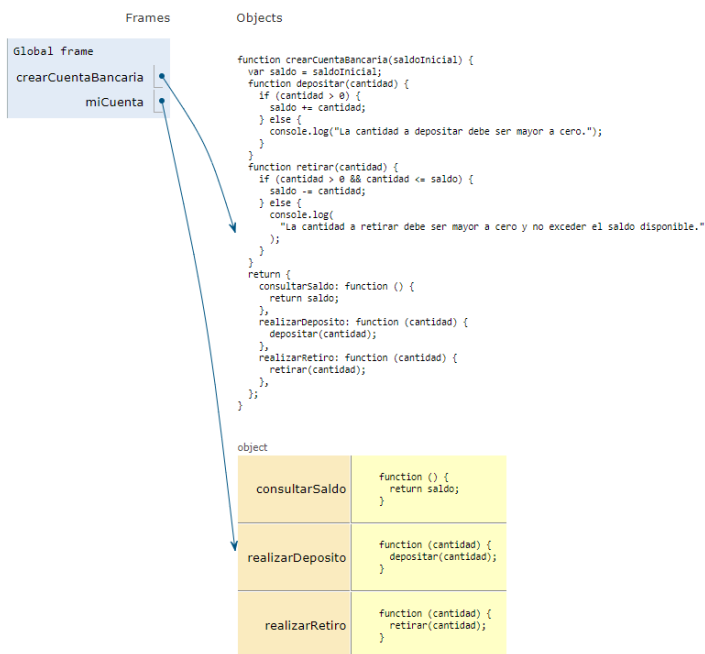 Frames Objects
Global frame
crearCuentaBancaria
miCuenta
function crearCuentaBancaria(saldoInicial) {
  var saldo = saldoInicial;
  function depositar(cantidad) {
    if (cantidad > 0) {
      saldo += cantidad;
    } else {
      console.log("La cantidad a depositar debe ser mayor a cero.");
    }
  }
  function retirar(cantidad) {
    if (cantidad > 0 && cantidad <= saldo) {
      saldo -= cantidad;
    } else {
      console.log(
        "La cantidad a retirar debe ser mayor a cero y no exceder el saldo disponible."
      );
    }
  }
  return {
    consultarSaldo: function () {
      return saldo;
    },
    realizarDeposito: function (cantidad) {
      depositar(cantidad);
    },
    realizarRetiro: function (cantidad) {
      retirar(cantidad);
    },
  };
}
object
consultarSaldo
function () {
  return saldo;
}
realizarDeposito
function (cantidad) {
  depositar(cantidad);
}
realizarRetiro
function (cantidad) {
  retirar(cantidad);
}